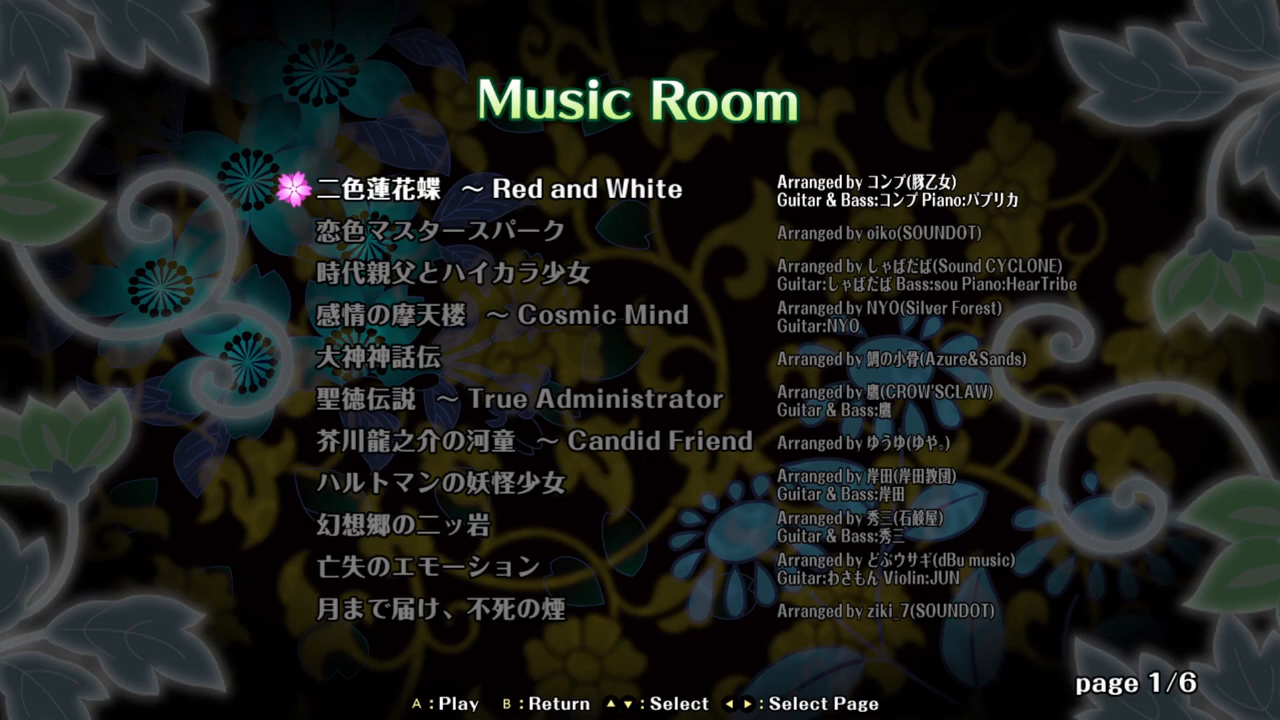 Music Room
二色蓮花蝶 ～ Red and White
Arranged by コンプ(豚乙女)
Guitar & Bass:コンプ Piano:パプリカ
恋色マスタースパーク
Arranged by oiko(SOUNDOT)
時代親父とハイカラ少女
Arranged by しゃばだば(Sound CYCLONE)
Guitar:しゃばだば Bass:sou Piano:HearTribe
感情の摩天楼 ～ Cosmic Mind
Arranged by NYO(Silver Forest)
Guitar:NYO
大神神話伝
Arranged by 鯛の小骨(Azure&Sands)
聖徳伝説 ～ True Administrator
Arranged by 鷹(CROW'SCLAW)
Guitar & Bass:鷹
芥川龍之介の河童 ～ Candid Friend
Arranged by ゆうゆ(ゆや。)
ハルトマンの妖怪少女
Arranged by 岸田(岸田教団)
Guitar & Bass:岸田
幻想郷の二ッ岩
Arranged by 秀三(石鹸屋)
Guitar & Bass:秀三
亡失のエモーション
Arranged by どぶウサギ(dBu music)
Guitar:わさもん Violin:JUN
月まで届け、不死の煙
Arranged by ziki_7(SOUNDOT)
page 1/6
A :Play B :Return ▲▼: Select ◀ ▶: Select Page